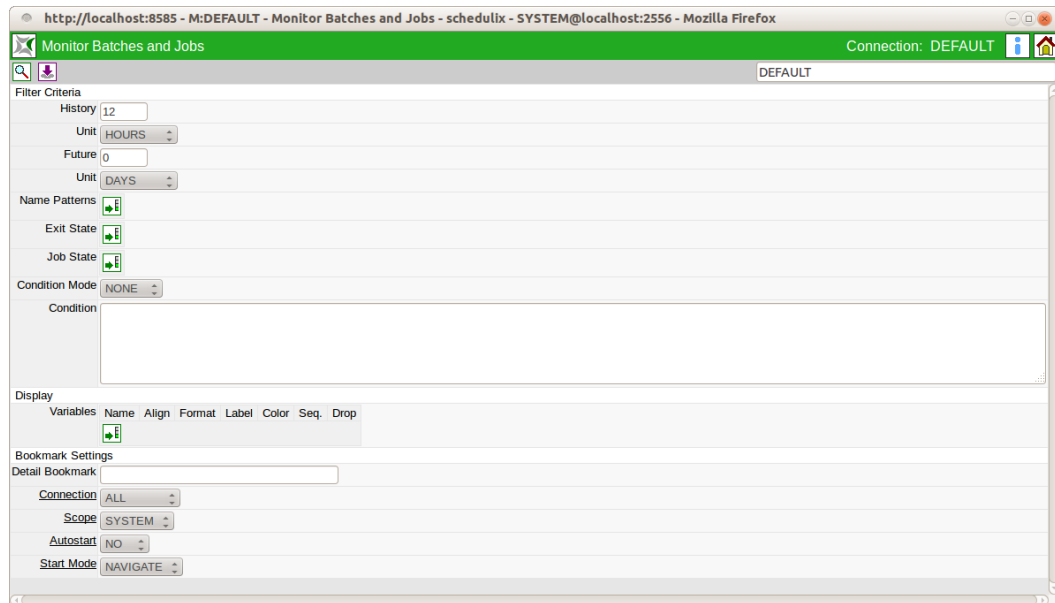 http://localhost:8585 - M:DEFAULT - Monitor Batches and Jobs - schedulix - SYSTEM@localhost:2556 - Mozilla Firefox
Monitor Batches and Jobs Connection: DEFAULT
DEFAULT
Filter Criteria
History 12
Unit HOURS
Future 0
Unit DAYS
Name Patterns
Exit State
Job State
Condition Mode NONE
Condition
Display
Variables Name Align Format Label Color Seq. Drop
Bookmark Settings
Detail Bookmark
Connection ALL
Scope SYSTEM
Autostart NO
Start Mode NAVIGATE